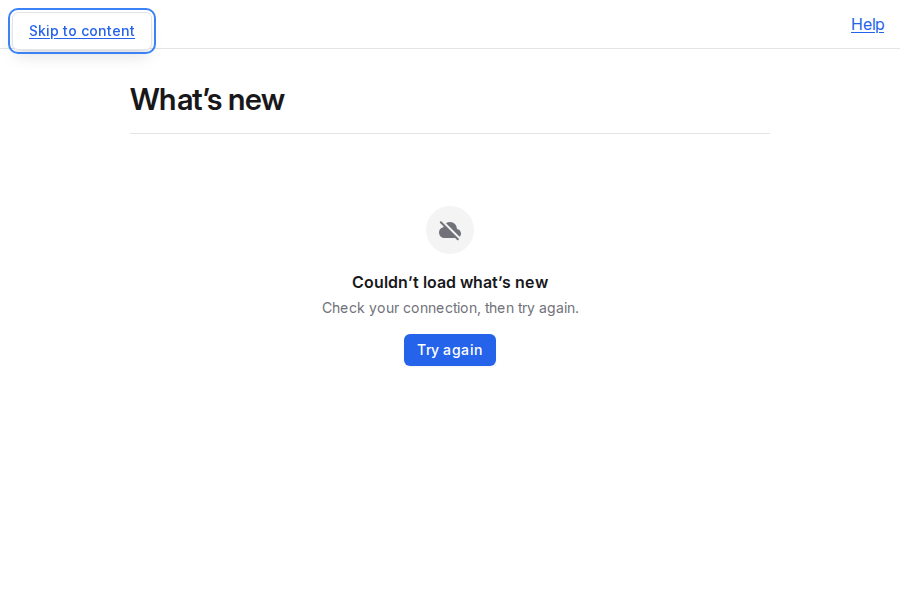 Skip to content
Help
What’s new
Couldn’t load what’s new
Check your connection, then try again.
Try again